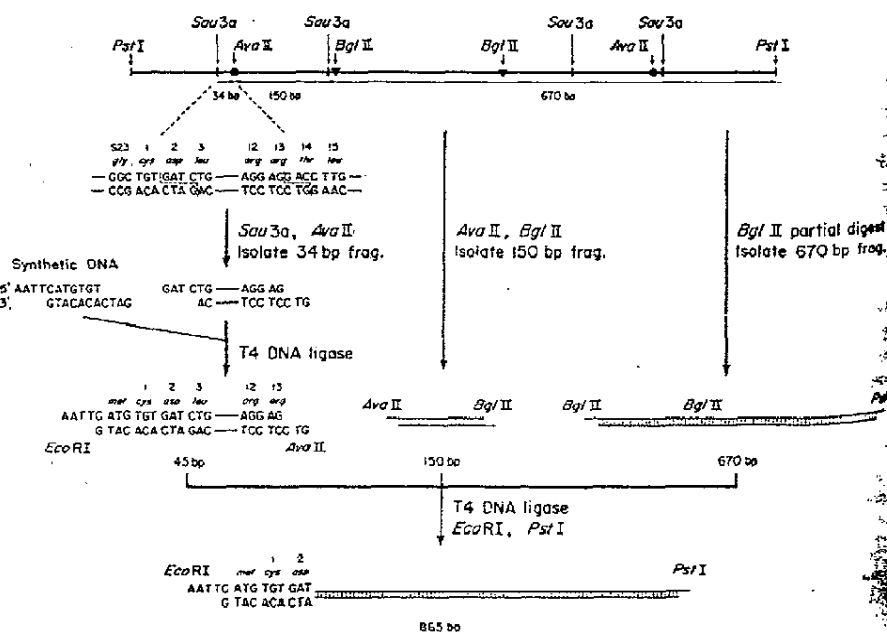 Sau3a Sau3a Sau3a Sau3a
PstI AvaII BglII BglII AvaII PstI
34 bp 150 bp 670 bp
S23 1 2 3 12 13 14 15
gly cys asp leu arg arg thr leu
— GGC TGT GAT CTG — AGG AGG ACC TTG —
— CCG ACA CTA GAC — TCC TCC TGG AAC —
Sau3a, AvaII
Isolate 34 bp frag.
AvaII, BglII
Isolate 150 bp frag.
BglII partial digest
Isolate 670 bp frag.
Synthetic DNA
5' AATTCATGTGT GAT CTG — AGG AG
3' GTACACACTAG AC — TCC TCC TG
T4 DNA ligase
1 2 3 12 13
met cys asp leu arg arg
AATTC ATG TGT GAT CTG — AGG AG
G TAC ACA CTA GAC — TCC TCC TG
EcoRI AvaII
AvaII BglII
BglII BglII
45 bp 150 bp 670 bp
T4 DNA ligase
EcoRI, PstI
1 2
EcoRI met cys asp PstI
AATTC ATG TGT GAT
G TAC ACA CTA
865 bp